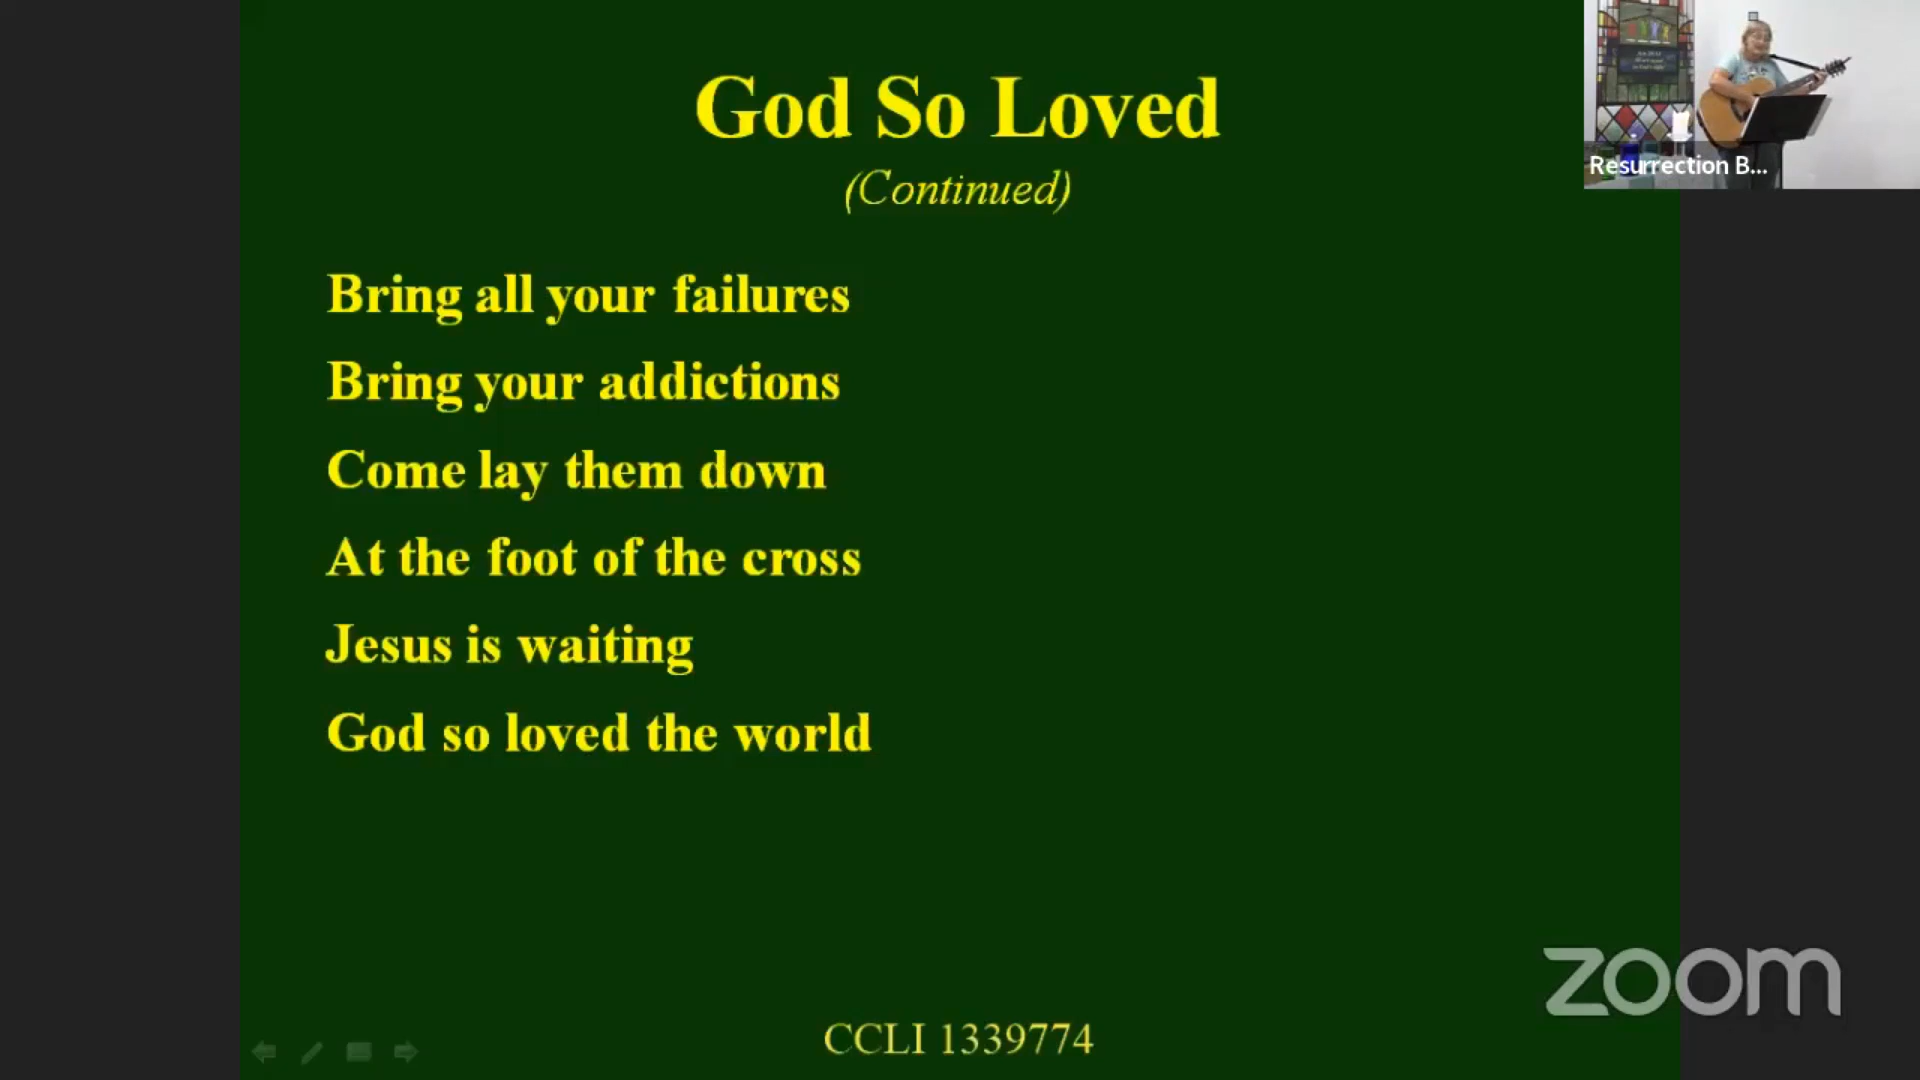 God So Loved
(Continued)
Bring all your failures
Bring your addictions
Come lay them down
At the foot of the cross
Jesus is waiting
God so loved the world
CCLI 1339774
Resurrection B...
zoom